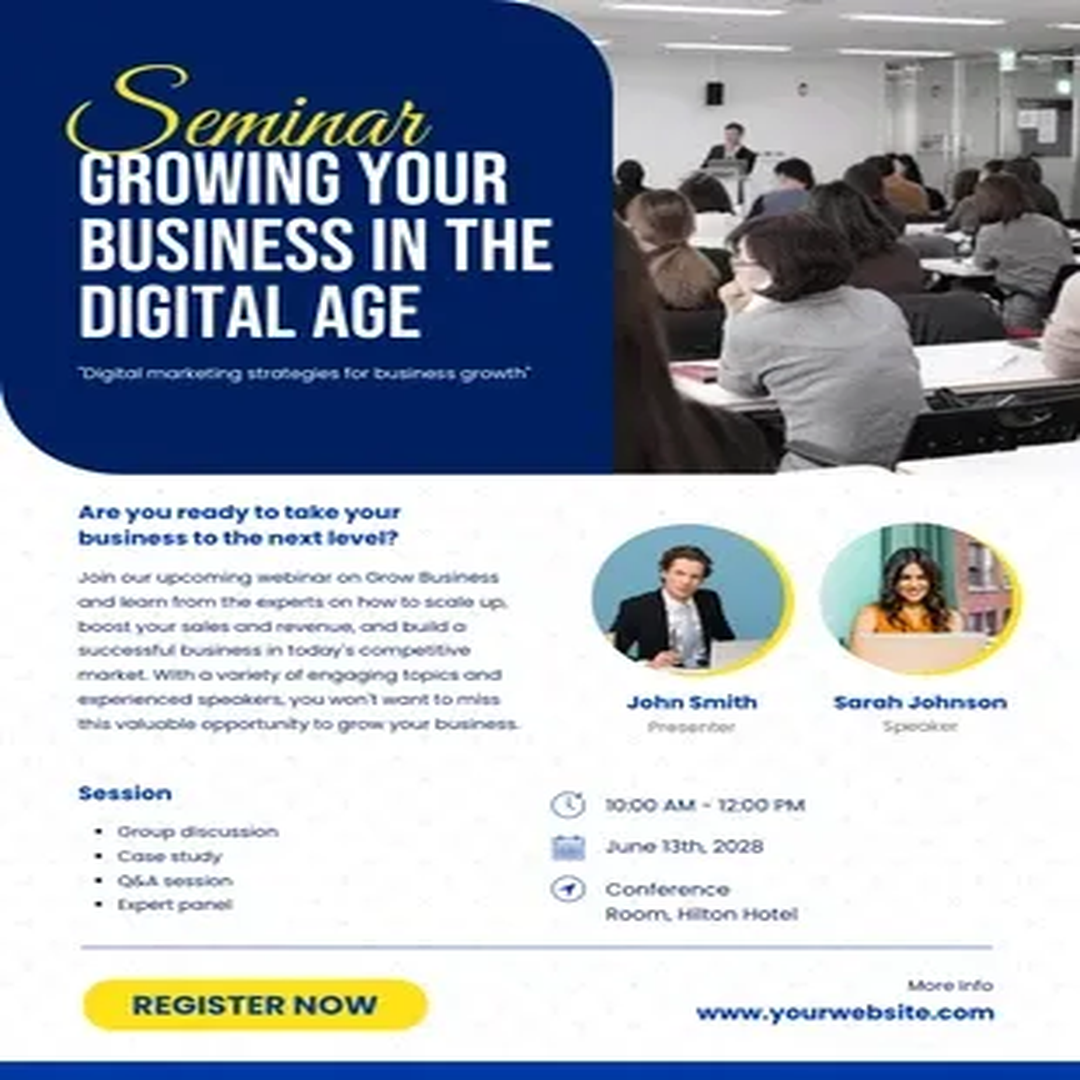 Seminar
GROWING YOUR
BUSINESS IN THE
DIGITAL AGE
"Digital marketing strategies for business growth"
Are you ready to take your
business to the next level?
Join our upcoming webinar on Grow Business
and learn from the experts on how to scale up,
boost your sales and revenue, and build a
successful business in today's competitive
market. With a variety of engaging topics and
experienced speakers, you won't want to miss
this valuable opportunity to grow your business.
John Smith
Presenter
Sarah Johnson
Speaker
Session
• Group discussion
• Case study
• Q&A session
• Expert panel
10:00 AM - 12:00 PM
June 13th, 2028
Conference
Room, Hilton Hotel
REGISTER NOW
More Info
www.yourwebsite.com